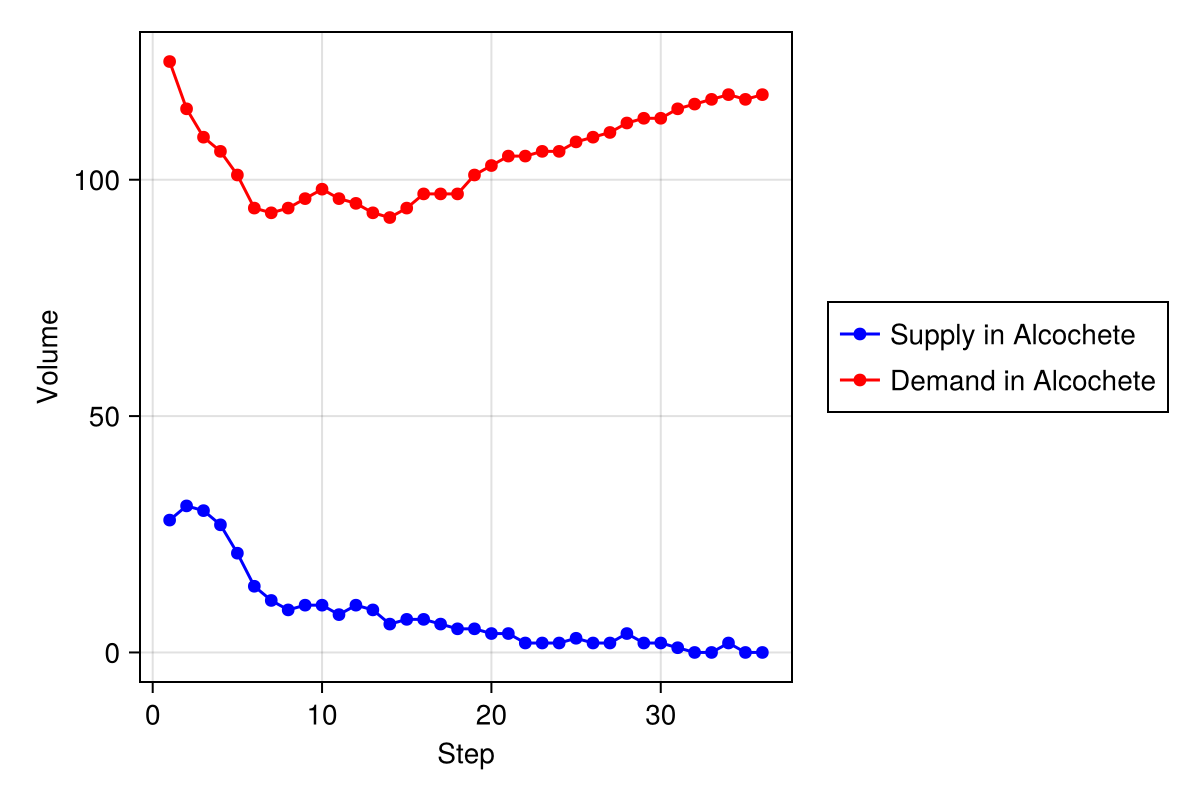 Volume
100
50
0
0 10 20 30
Step
Supply in Alcochete
Demand in Alcochete